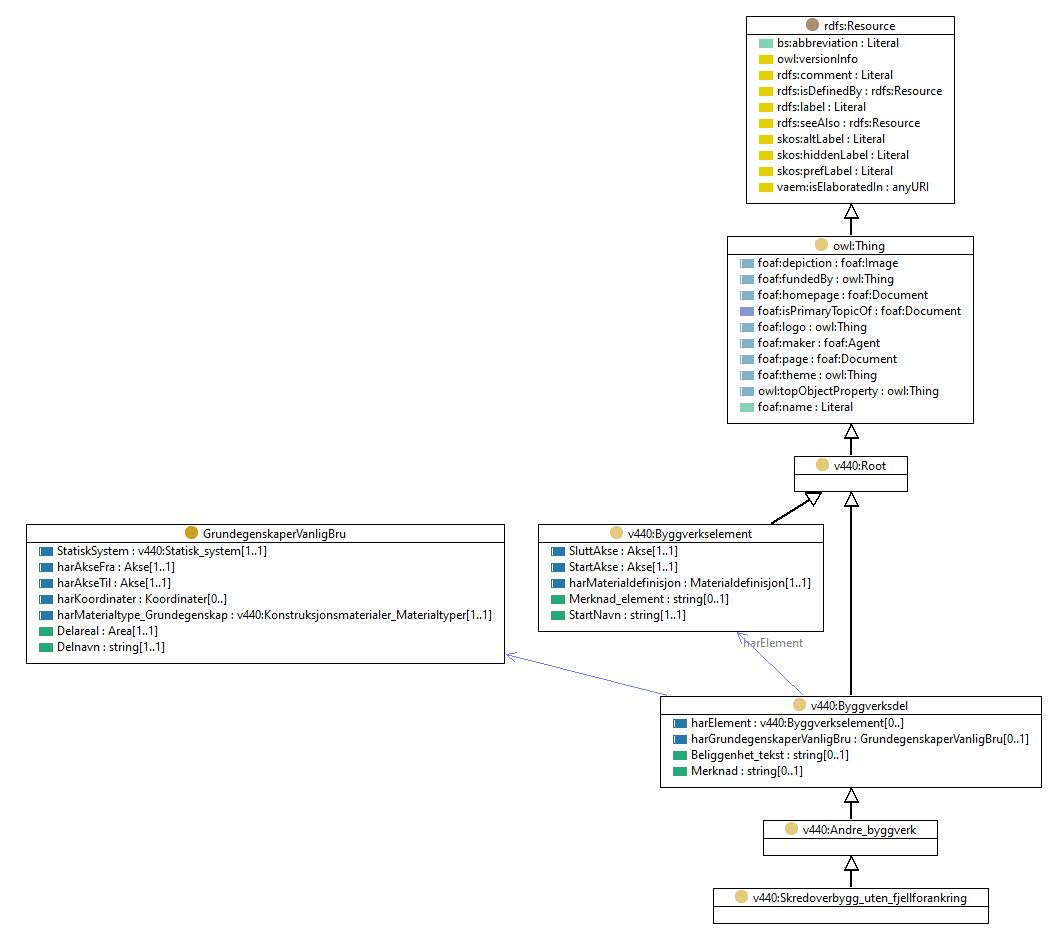 rdfs:Resource
bs:abbreviation : Literal
owl:versionInfo
rdfs:comment : Literal
rdfs:isDefinedBy : rdfs:Resource
rdfs:label : Literal
rdfs:seeAlso : rdfs:Resource
skos:altLabel : Literal
skos:hiddenLabel : Literal
skos:prefLabel : Literal
vaem:isElaboratedIn : anyURI
owl:Thing
foaf:depiction : foaf:Image
foaf:fundedBy : owl:Thing
foaf:homepage : foaf:Document
foaf:isPrimaryTopicOf : foaf:Document
foaf:logo : owl:Thing
foaf:maker : foaf:Agent
foaf:page : foaf:Document
foaf:theme : owl:Thing
owl:topObjectProperty : owl:Thing
foaf:name : Literal
v440:Root
GrundegenskaperVanligBru
StatiskSystem : v440:Statisk_system[1..1]
harAkseFra : Akse[1..1]
harAkseTil : Akse[1..1]
harKoordinater : Koordinater[0..]
harMaterialtype_Grundegenskap : v440:Konstruksjonsmaterialer_Materialtyper[1..1]
Delareal : Area[1..1]
Delnavn : string[1..1]
v440:Byggverkselement
SluttAkse : Akse[1..1]
StartAkse : Akse[1..1]
harMaterialdefinisjon : Materialdefinisjon[1..1]
Merknad_element : string[0..1]
StartNavn : string[1..1]
harElement
v440:Byggverksdel
harElement : v440:Byggverkselement[0..]
harGrundegenskaperVanligBru : GrundegenskaperVanligBru[0..1]
Beliggenhet_tekst : string[0..1]
Merknad : string[0..1]
v440:Andre_byggverk
v440:Skredoverbygg_uten_fjellforankring